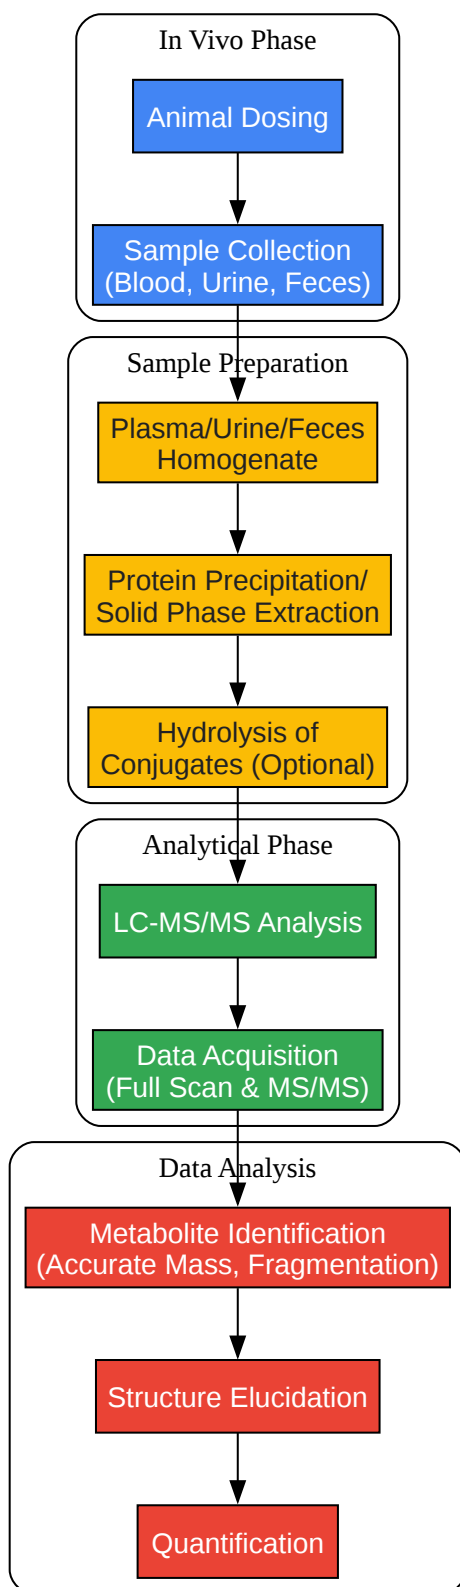 In Vivo Phase
Animal Dosing
Sample Collection
(Blood, Urine, Feces)
Sample Preparation
Plasma/Urine/Feces
Homogenate
Protein Precipitation/
Solid Phase Extraction
Hydrolysis of
Conjugates (Optional)
Analytical Phase
LC-MS/MS Analysis
Data Acquisition
(Full Scan & MS/MS)
Data Analysis
Metabolite Identification
(Accurate Mass, Fragmentation)
Structure Elucidation
Quantification